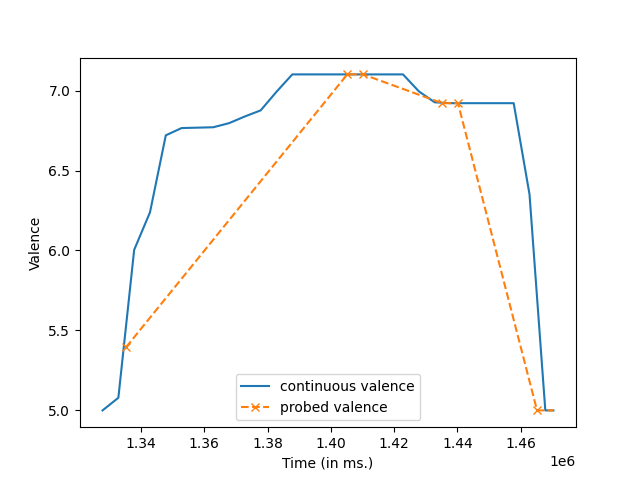 7.0
6.5
6.0
5.5
5.0
Valence
continuous valence
probed valence
1.34
1.36
1.38
1.40
1.42
1.44
1.46
1e6
Time (in ms.)